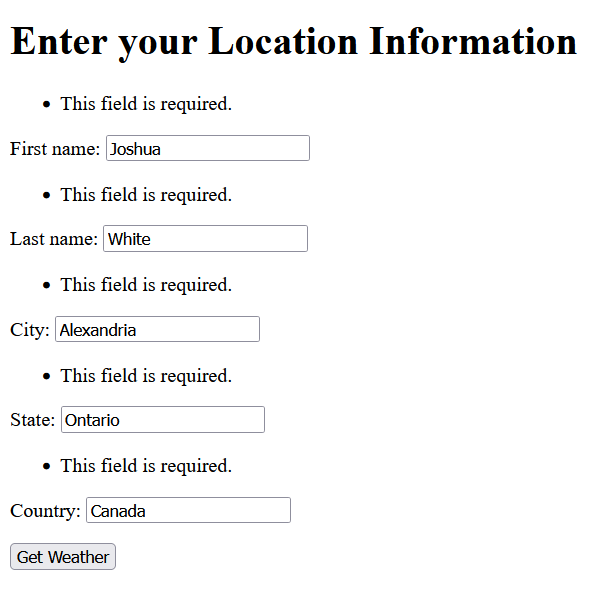 Enter your Location Information
• This field is required.
First name: Joshua
• This field is required.
Last name: White
• This field is required.
City: Alexandria
• This field is required.
State: Ontario
• This field is required.
Country: Canada
Get Weather